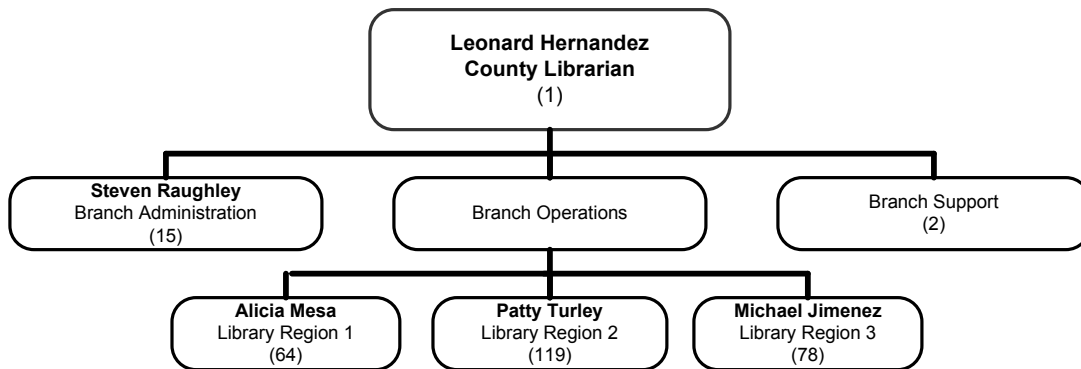 Leonard Hernandez
County Librarian
(1)
Steven Raughley
Branch Administration
(15)
Branch Operations
Branch Support
(2)
Alicia Mesa
Library Region 1
(64)
Patty Turley
Library Region 2
(119)
Michael Jimenez
Library Region 3
(78)